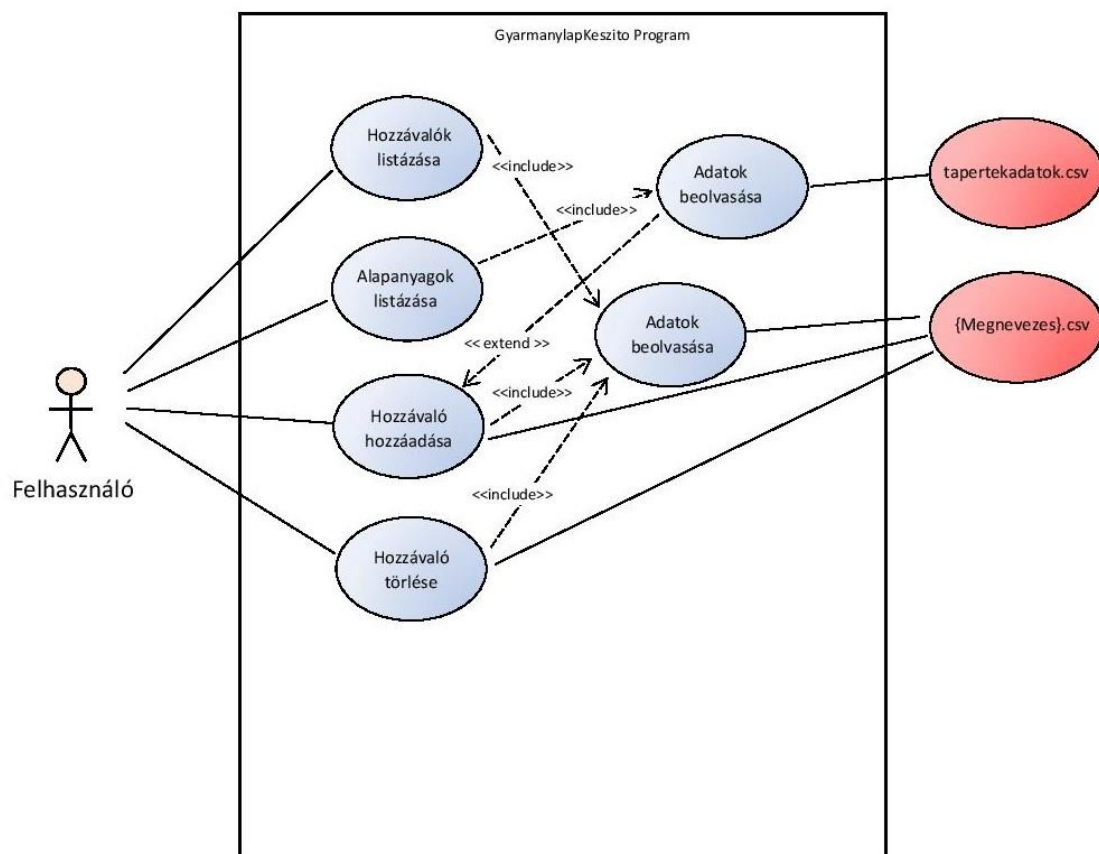 GyarmanylapKeszito Program
Hozzávalók
listázása
<<include>>
Adatok
beolvasása
tapertekadatok.csv
<<include>>
Alapanyagok
listázása
Adatok
beolvasása
{Megnevezes}.csv
<< extend >>
<<include>>
Hozzávaló
hozzáadása
Felhasználó
<<include>>
Hozzávaló
törlése